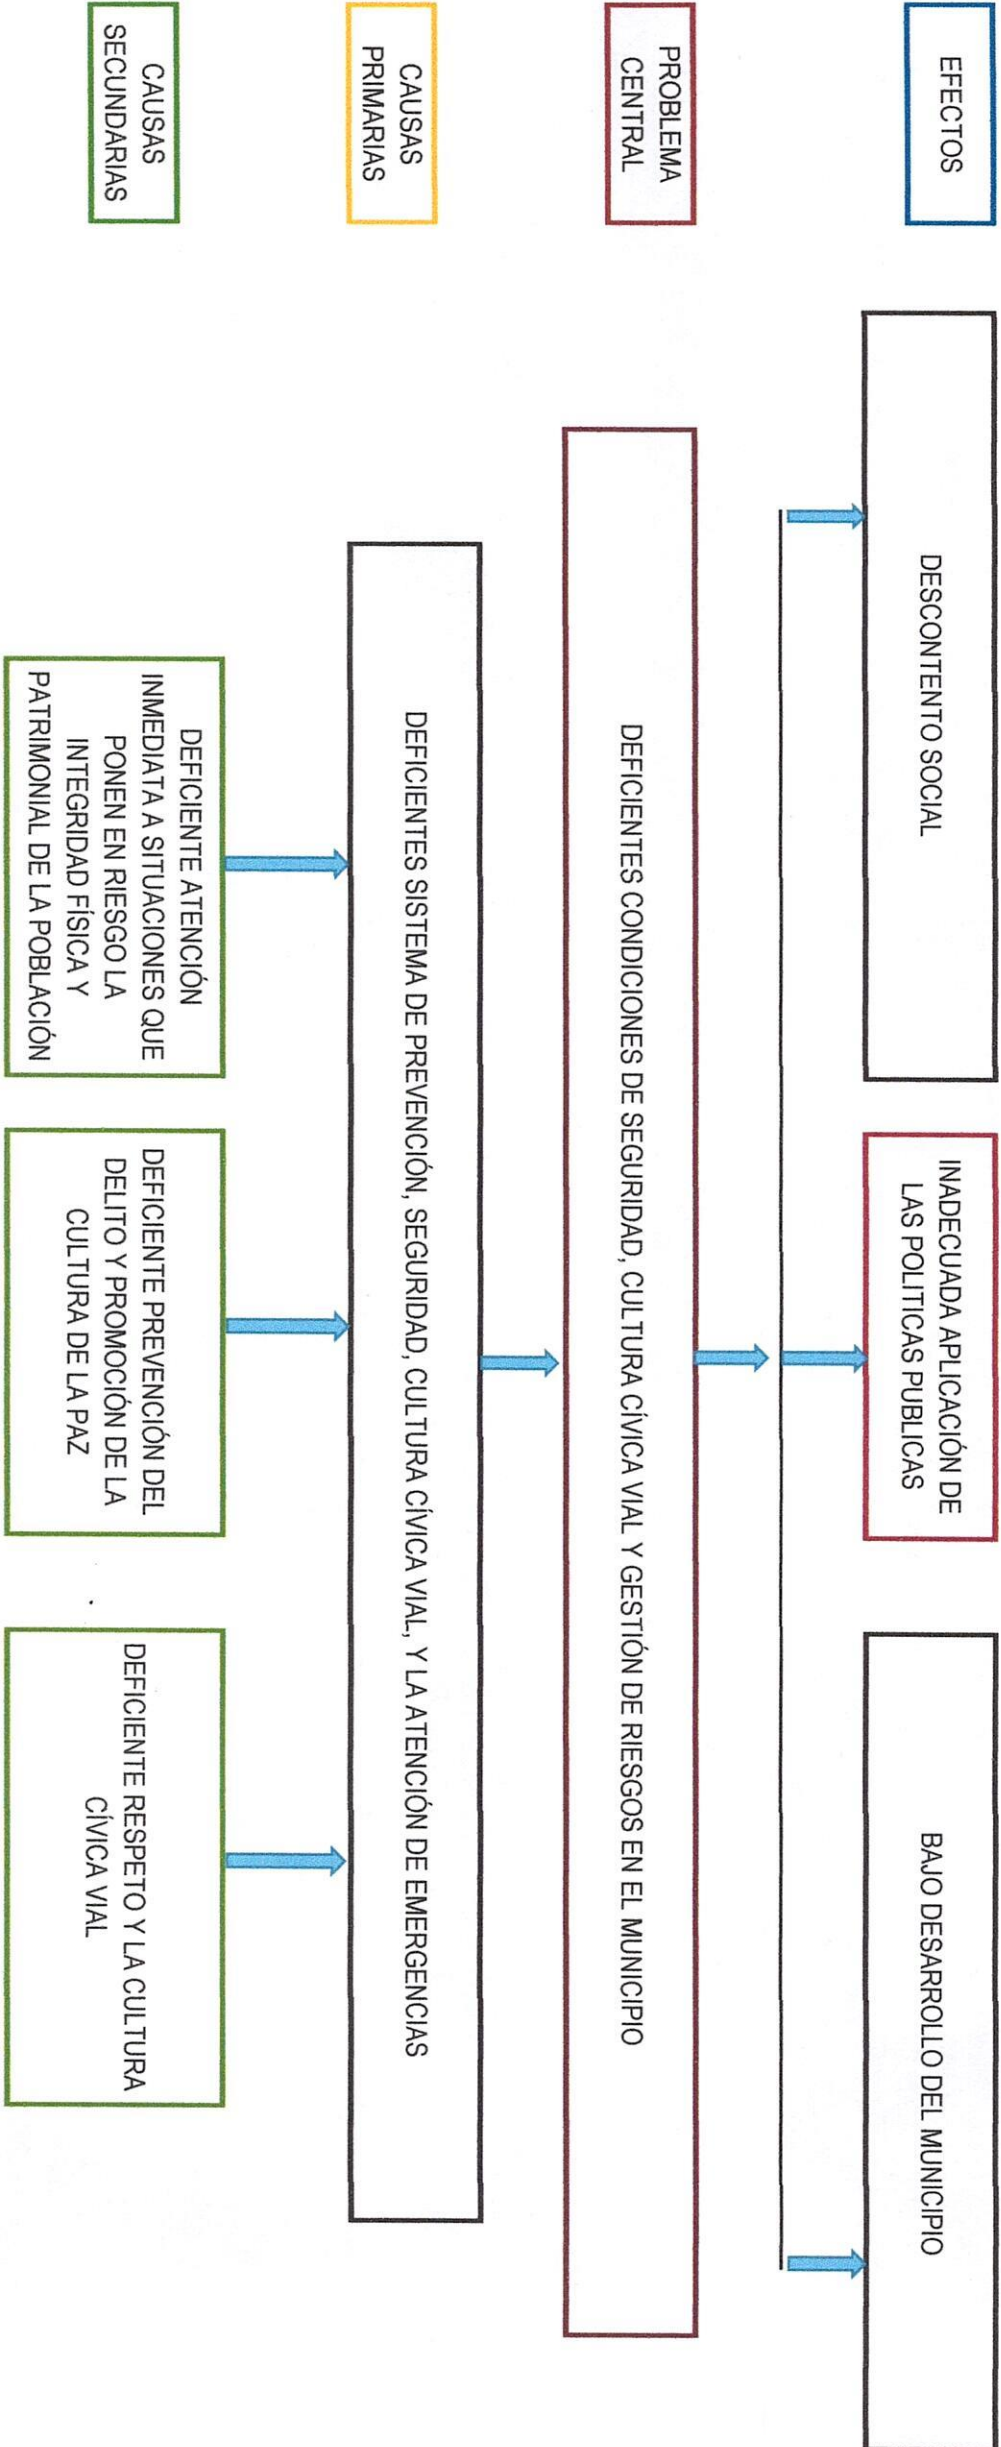 EFECTOS
DESCONTENTO SOCIAL
INADECUADA APLICACIÓN DE
LAS POLITICAS PUBLICAS
BAJO DESARROLLO DEL MUNICIPIO
PROBLEMA
CENTRAL
DEFICIENTES CONDICIONES DE SEGURIDAD, CULTURA CÍVICA VIAL Y GESTIÓN DE RIESGOS EN EL MUNICIPIO
CAUSAS
PRIMARIAS
DEFICIENTES SISTEMA DE PREVENCIÓN, SEGURIDAD, CULTURA CÍVICA VIAL, Y LA ATENCIÓN DE EMERGENCIAS
CAUSAS
SECUNDARIAS
DEFICIENTE ATENCIÓN
INMEDIATA A SITUACIONES QUE
PONEN EN RIESGO LA
INTEGRIDAD FÍSICA Y
PATRIMONIAL DE LA POBLACIÓN
DEFICIENTE PREVENCIÓN DEL
DELITO Y PROMOCIÓN DE LA
CULTURA DE LA PAZ
DEFICIENTE RESPETO Y LA CULTURA
CÍVICA VIAL